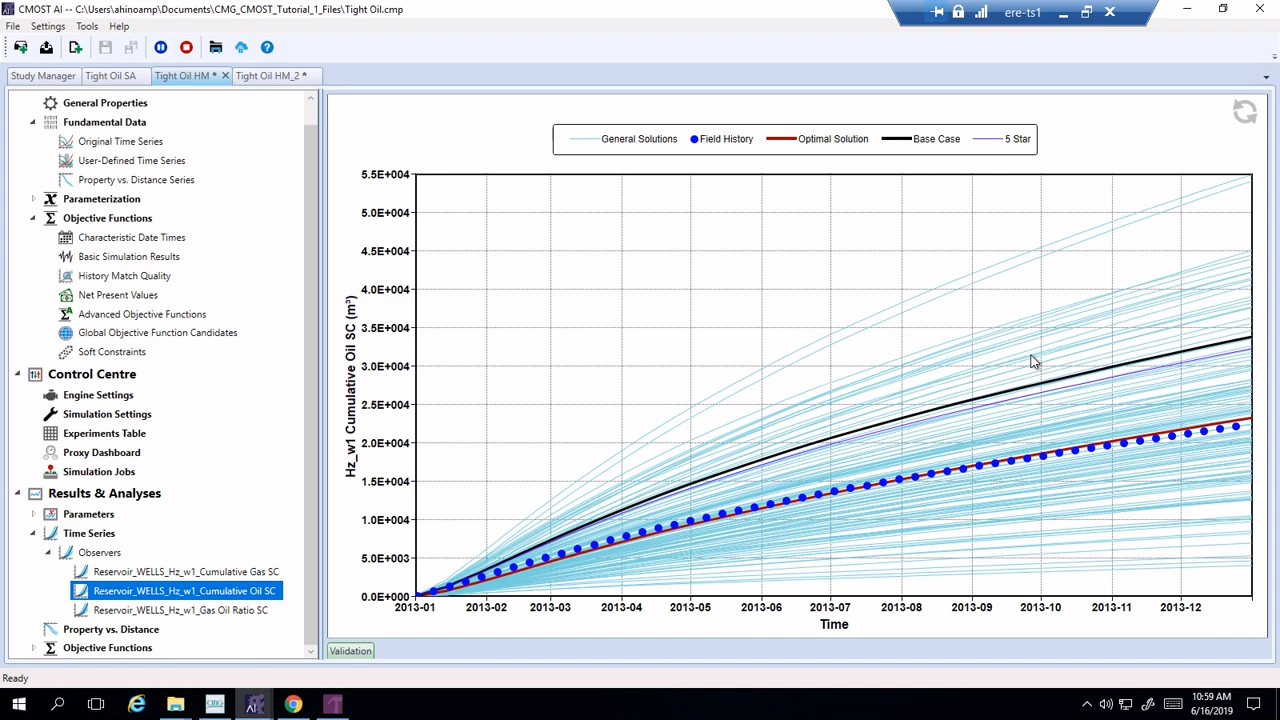 CMOST AI -- C:\Users\ahinoamp\Documents\CMG_CMOST_Tutorial_1_Files\Tight Oil.cmp
ere-ts1
File Settings Tools Help
Study Manager Tight Oil SA Tight Oil HM * Tight Oil HM_2 *
General Properties
Fundamental Data
Original Time Series
User-Defined Time Series
Property vs. Distance Series
Parameterization
Objective Functions
Characteristic Date Times
Basic Simulation Results
History Match Quality
Net Present Values
Advanced Objective Functions
Global Objective Function Candidates
Soft Constraints
Control Centre
Engine Settings
Simulation Settings
Experiments Table
Proxy Dashboard
Simulation Jobs
Results & Analyses
Parameters
Time Series
Observers
Reservoir_WELLS_Hz_w1_Cumulative Gas SC
Reservoir_WELLS_Hz_w1_Cumulative Oil SC
Reservoir_WELLS_Hz_w1_Gas Oil Ratio SC
Property vs. Distance
Objective Functions
General Solutions Field History Optimal Solution Base Case 5 Star
Hz_w1 Cumulative Oil SC (m³)
5.5E+004
5.0E+004
4.5E+004
4.0E+004
3.5E+004
3.0E+004
2.5E+004
2.0E+004
1.5E+004
1.0E+004
5.0E+003
0.0E+000
2013-01 2013-02 2013-03 2013-04 2013-05 2013-06 2013-07 2013-08 2013-09 2013-10 2013-11 2013-12
Time
Validation
Ready
CMG
AI
10:59 AM
6/16/2019